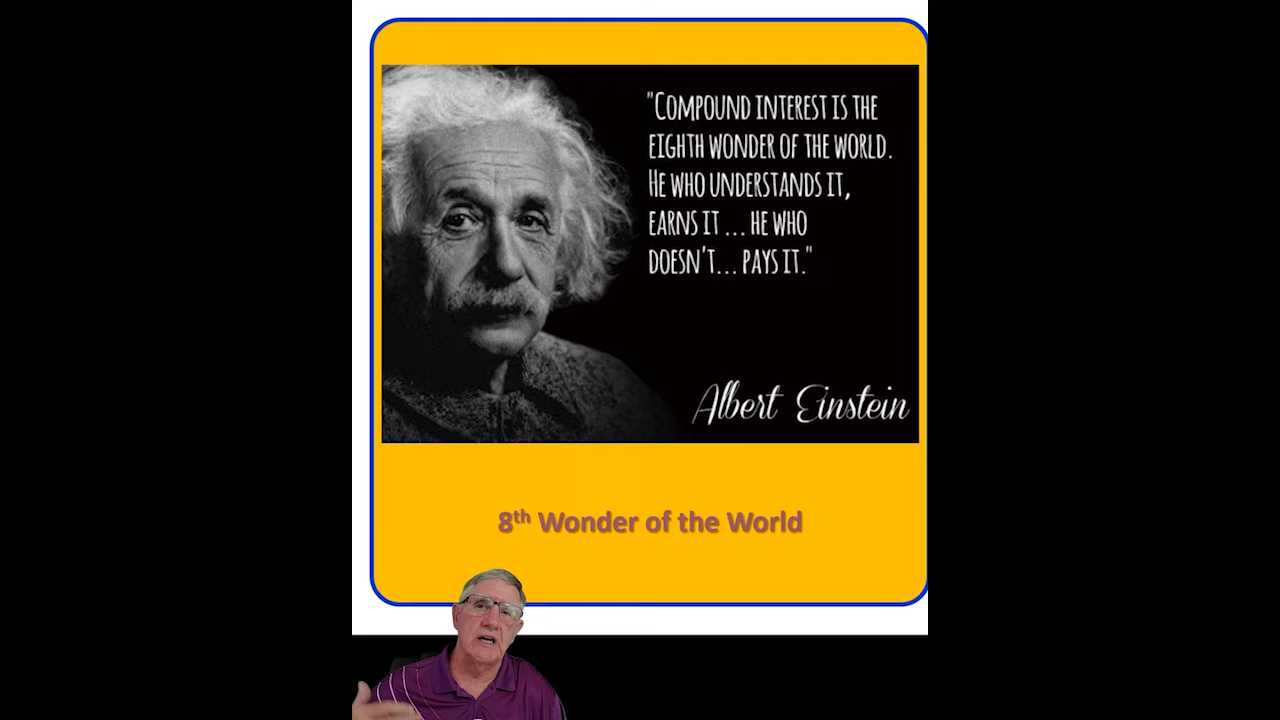 "COMPOUND INTEREST IS THE
EIGHTH WONDER OF THE WORLD.
HE WHO UNDERSTANDS IT,
EARNS IT ... HE WHO
DOESN'T... PAYS IT."
Albert Einstein
8th Wonder of the World